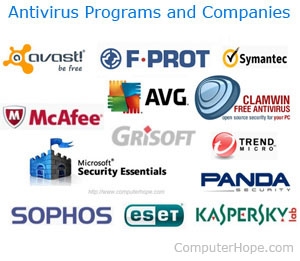 Antivirus Programs and Companies
avast!
be free
F-PROT
Symantec
McAfee
AVG
CLAMWIN
FREE ANTIVIRUS
open source security for your PC
GRISOFT
TREND
MICRO
Microsoft
Security Essentials
http://www.computerhope.com
PANDA
SECURITY
SOPHOS
eset
KASPERSKY lab
ComputerHope.com